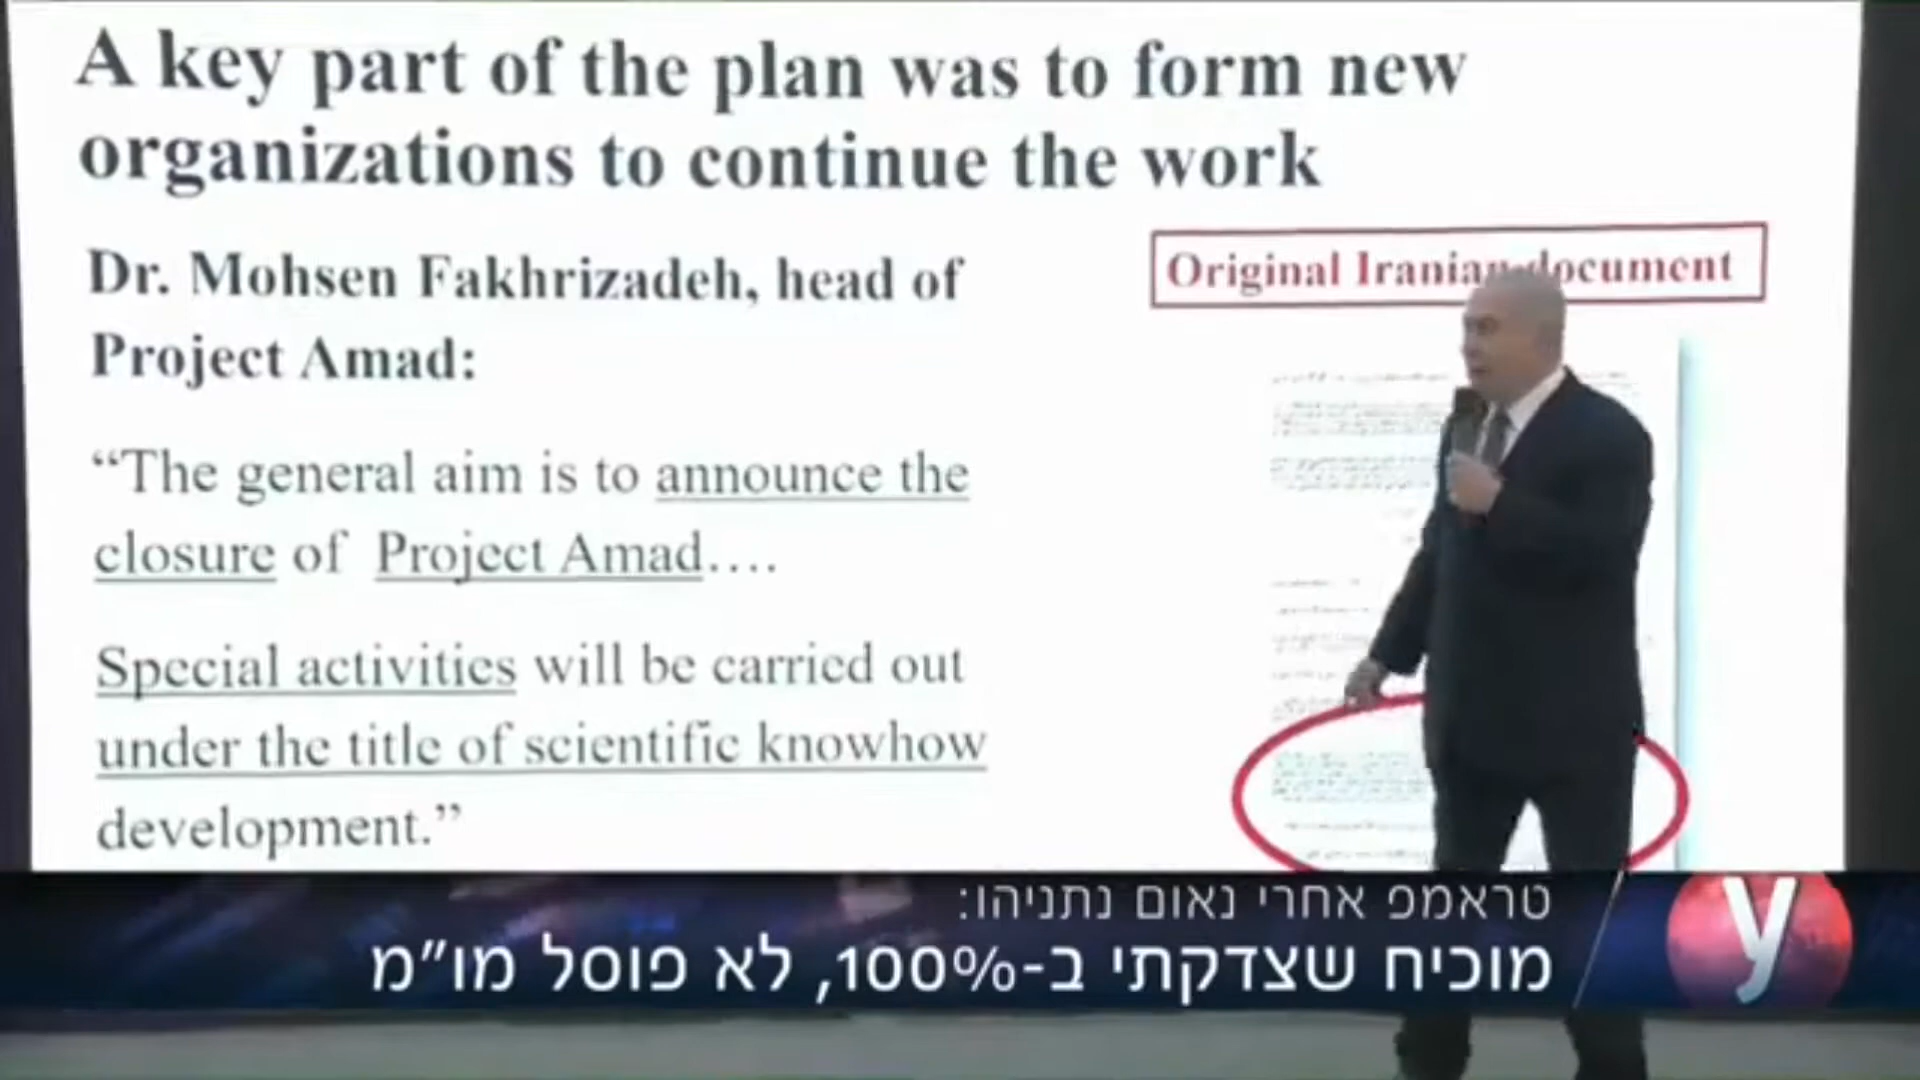 A key part of the plan was to form new
organizations to continue the work
Dr. Mohsen Fakhrizadeh, head of
Project Amad:
Original Iranian document
“The general aim is to announce the
closure of Project Amad....
Special activities will be carried out
under the title of scientific knowhow
development.”
טראמפ אחרי נאום נתניהו:
מוכיח שצדקתי ב-100%, לא פוסל מו"מ
y